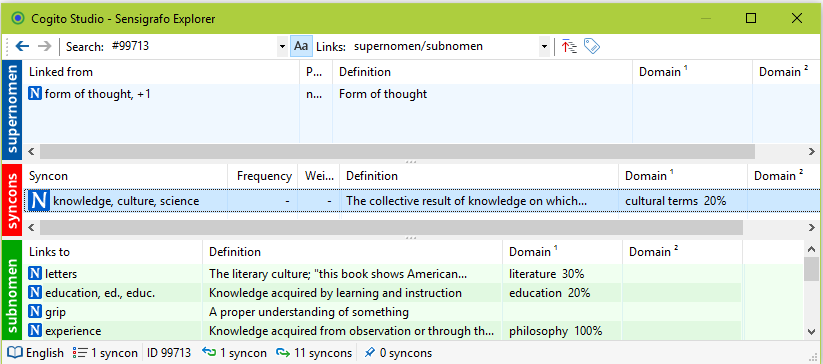 Cogito Studio - Sensigrafo Explorer
Search: #99713 Aa Links: supernomen/subnomen
supernomen
Linked from P... Definition Domain 1 Domain 2
N form of thought, +1 n... Form of thought
syncons
Syncon Frequency Wei... Definition Domain 1 Domain 2
N knowledge, culture, science - - The collective result of knowledge on which... cultural terms 20%
subnomen
Links to Definition Domain 1 Domain 2
N letters The literary culture; "this book shows American... literature 30%
N education, ed., educ. Knowledge acquired by learning and instruction education 20%
N grip A proper understanding of something
N experience Knowledge acquired from observation or through th... philosophy 100%
English 1 syncon ID 99713 1 syncon 11 syncons 0 syncons